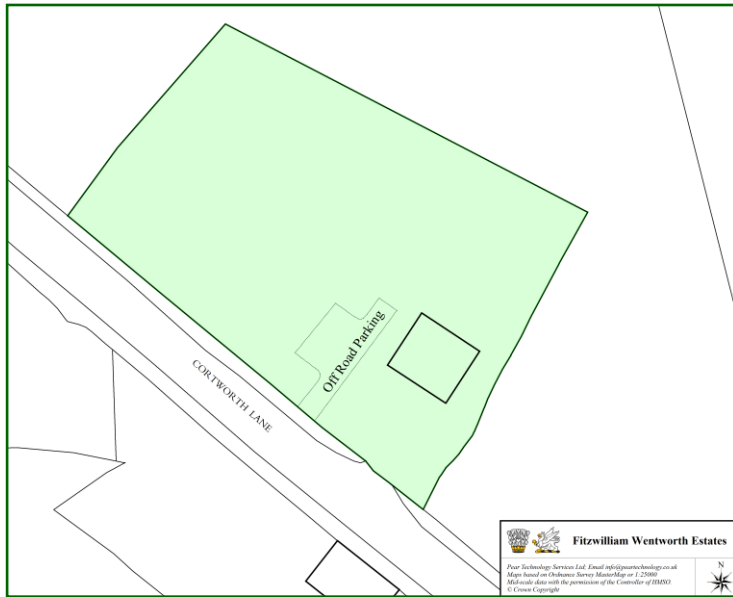 Off Road Parking
CORTWORTH LANE
Fitzwilliam Wentworth Estates
Pear Technology Services Ltd; Email info@peartechnology.co.uk
Maps based on Ordnance Survey MasterMap or 1:25000
Mid-scale data with the permission of the Controller of HMSO
© Crown Copyright
N